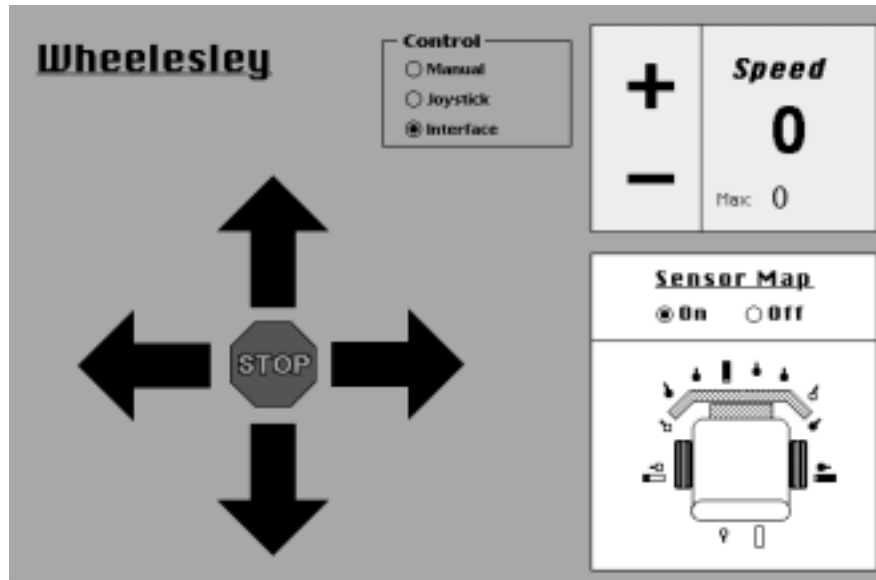 Wheelesley
Control
Manual
Joystick
Interface
+
−
Speed
0
Max: 0
STOP
Sensor Map
On Off